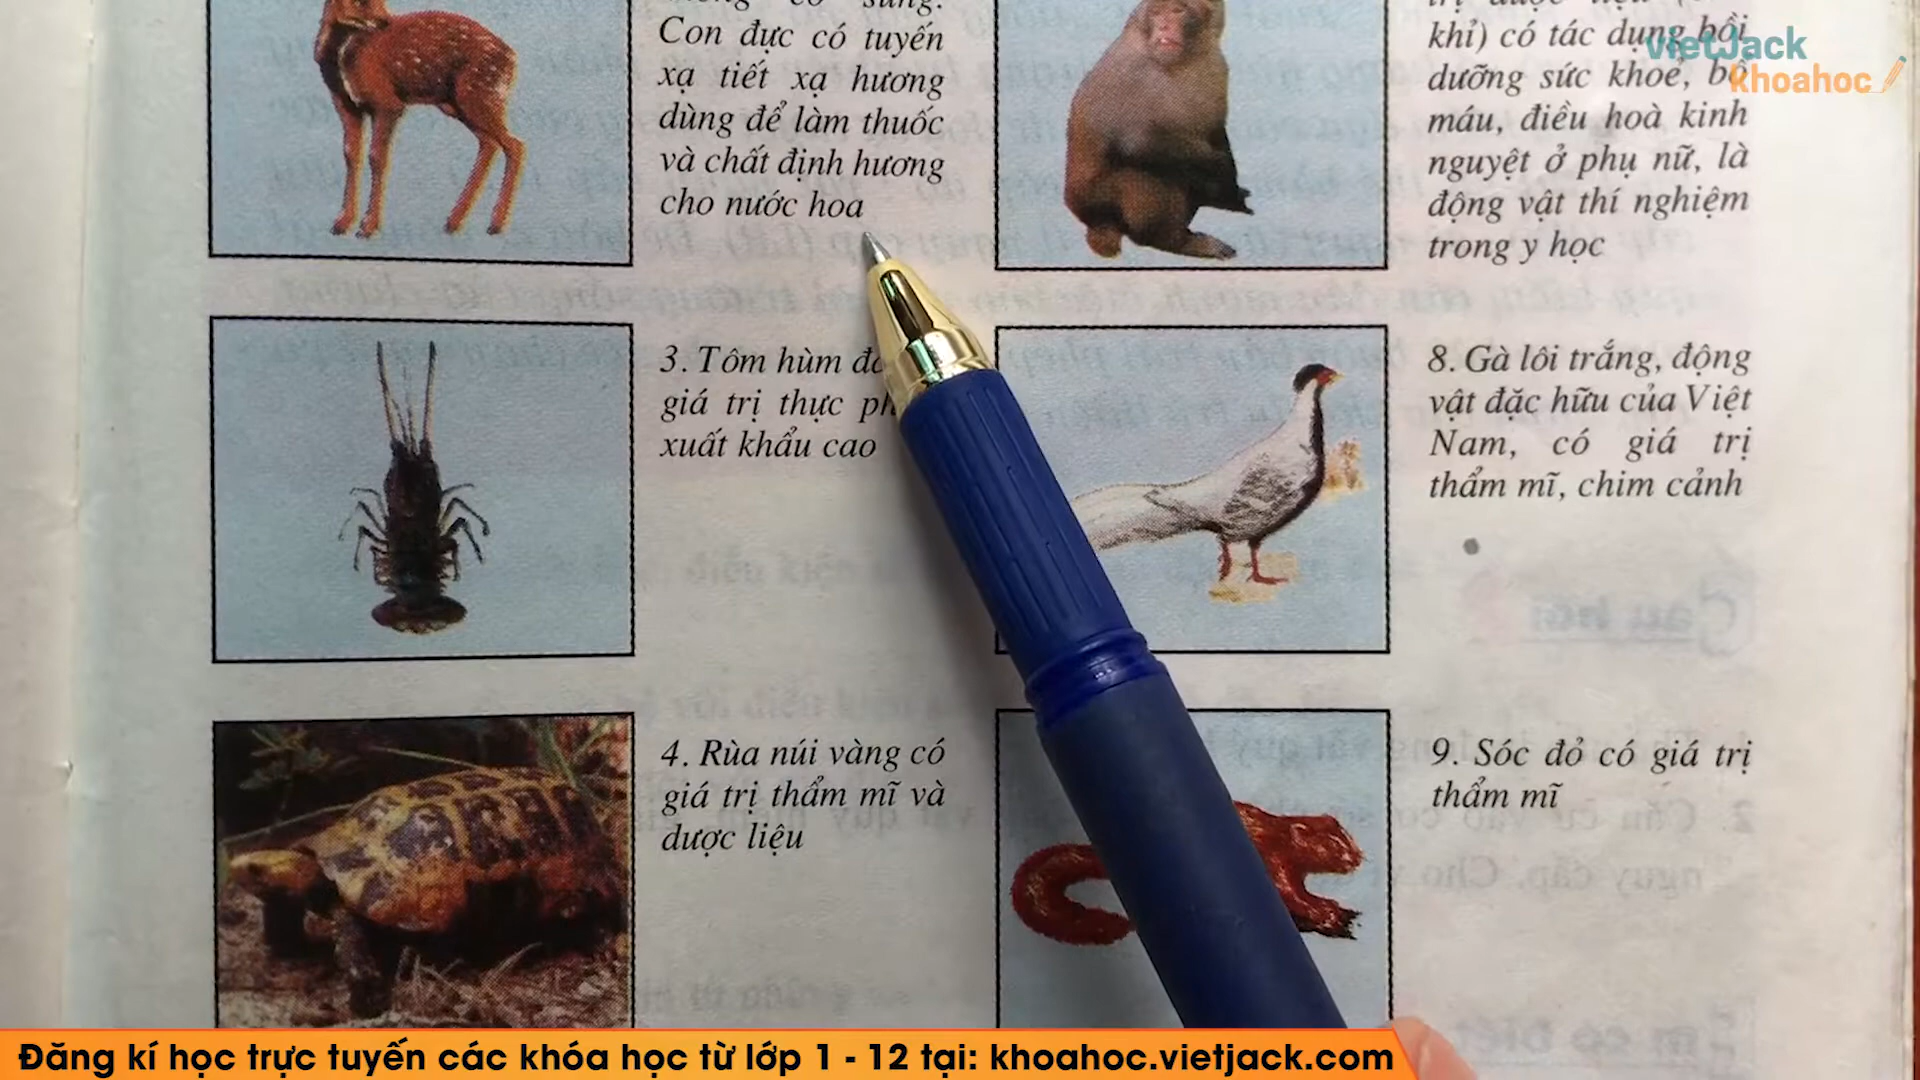 Con đực có tuyến
xạ tiết xạ hương
dùng để làm thuốc
và chất định hương
cho nước hoa
khỉ) có tác dụng bồi
dưỡng sức khoẻ, bổ
máu, điều hoà kinh
nguyệt ở phụ nữ, là
động vật thí nghiệm
trong y học
vietJack
khoahoc
3. Tôm hùm
giá trị thực
xuất khẩu cao
8. Gà lôi trắng, động
vật đặc hữu của Việt
Nam, có giá trị
thẩm mĩ, chim cảnh
4. Rùa núi vàng có
giá trị thẩm mĩ và
dược liệu
9. Sóc đỏ có giá trị
thẩm mĩ
Đăng kí học trực tuyến các khóa học từ lớp 1 - 12 tại: khoahoc.vietjack.com